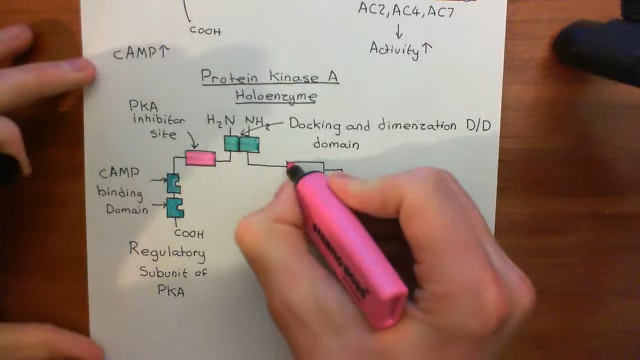 COOH
AC2, AC4, AC7
Activity↑
cAMP↑
Protein Kinase A
Holoenzyme
PKA
inhibitor
site
H₂N NH₂
Docking and dimerization D/D
domain
cAMP
binding
Domain
COOH
Regulatory
Subunit of
PKA